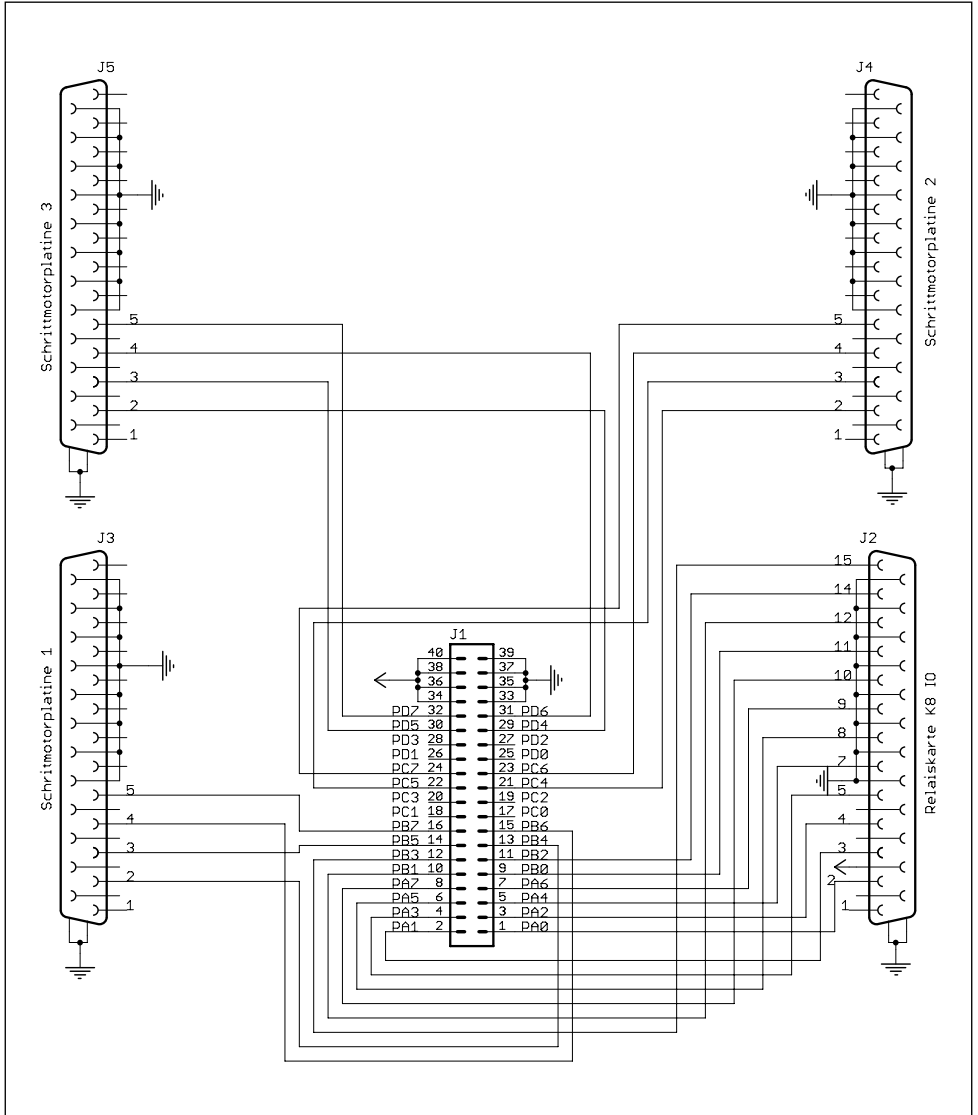 J5
J4
Schrittmotorplatine 3
Schrittmotorplatine 2
5
4
3
2
1
5
4
3
2
1
J3
J2
Schritmotorplatine 1
Relaiskarte K8 IO
5
4
3
2
1
15
14
12
11
10
9
8
7
5
4
3
2
1
J1
40 39
38 37
36 35
34 33
PD7 32 31 PD6
PD5 30 29 PD4
PD3 28 27 PD2
PD1 26 25 PD0
PC7 24 23 PC6
PC5 22 21 PC4
PC3 20 19 PC2
PC1 18 17 PC0
PB7 16 15 PB6
PB5 14 13 PB4
PB3 12 11 PB2
PB1 10 9 PB0
PA7 8 7 PA6
PA5 6 5 PA4
PA3 4 3 PA2
PA1 2 1 PA0